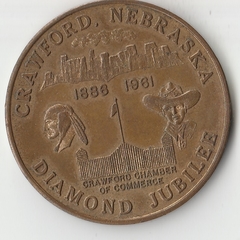 CRAWFORD, NEBRASKA
1886 1961
CRAWFORD CHAMBER
OF COMMERCE
DIAMOND JUBILEE